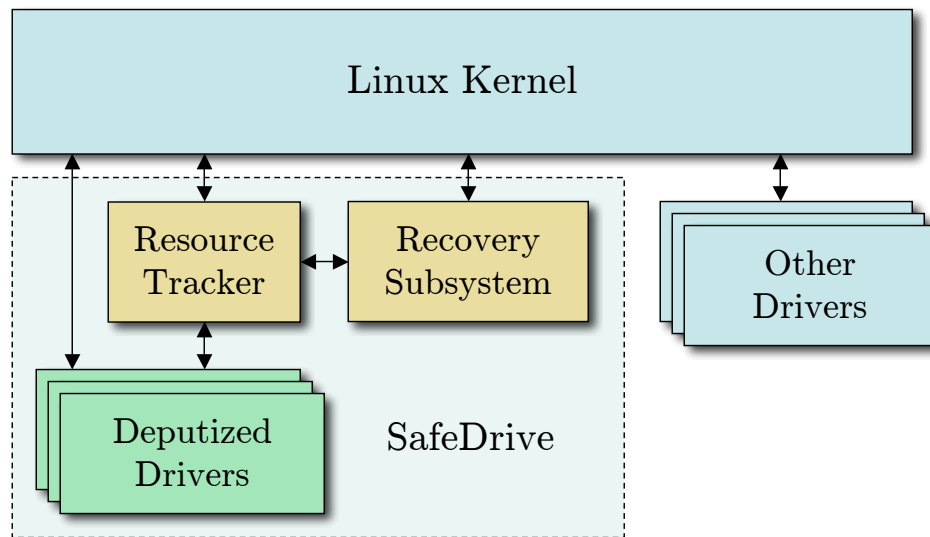 Linux Kernel
Resource
Tracker
Recovery
Subsystem
Other
Drivers
Deputized
Drivers
SafeDrive